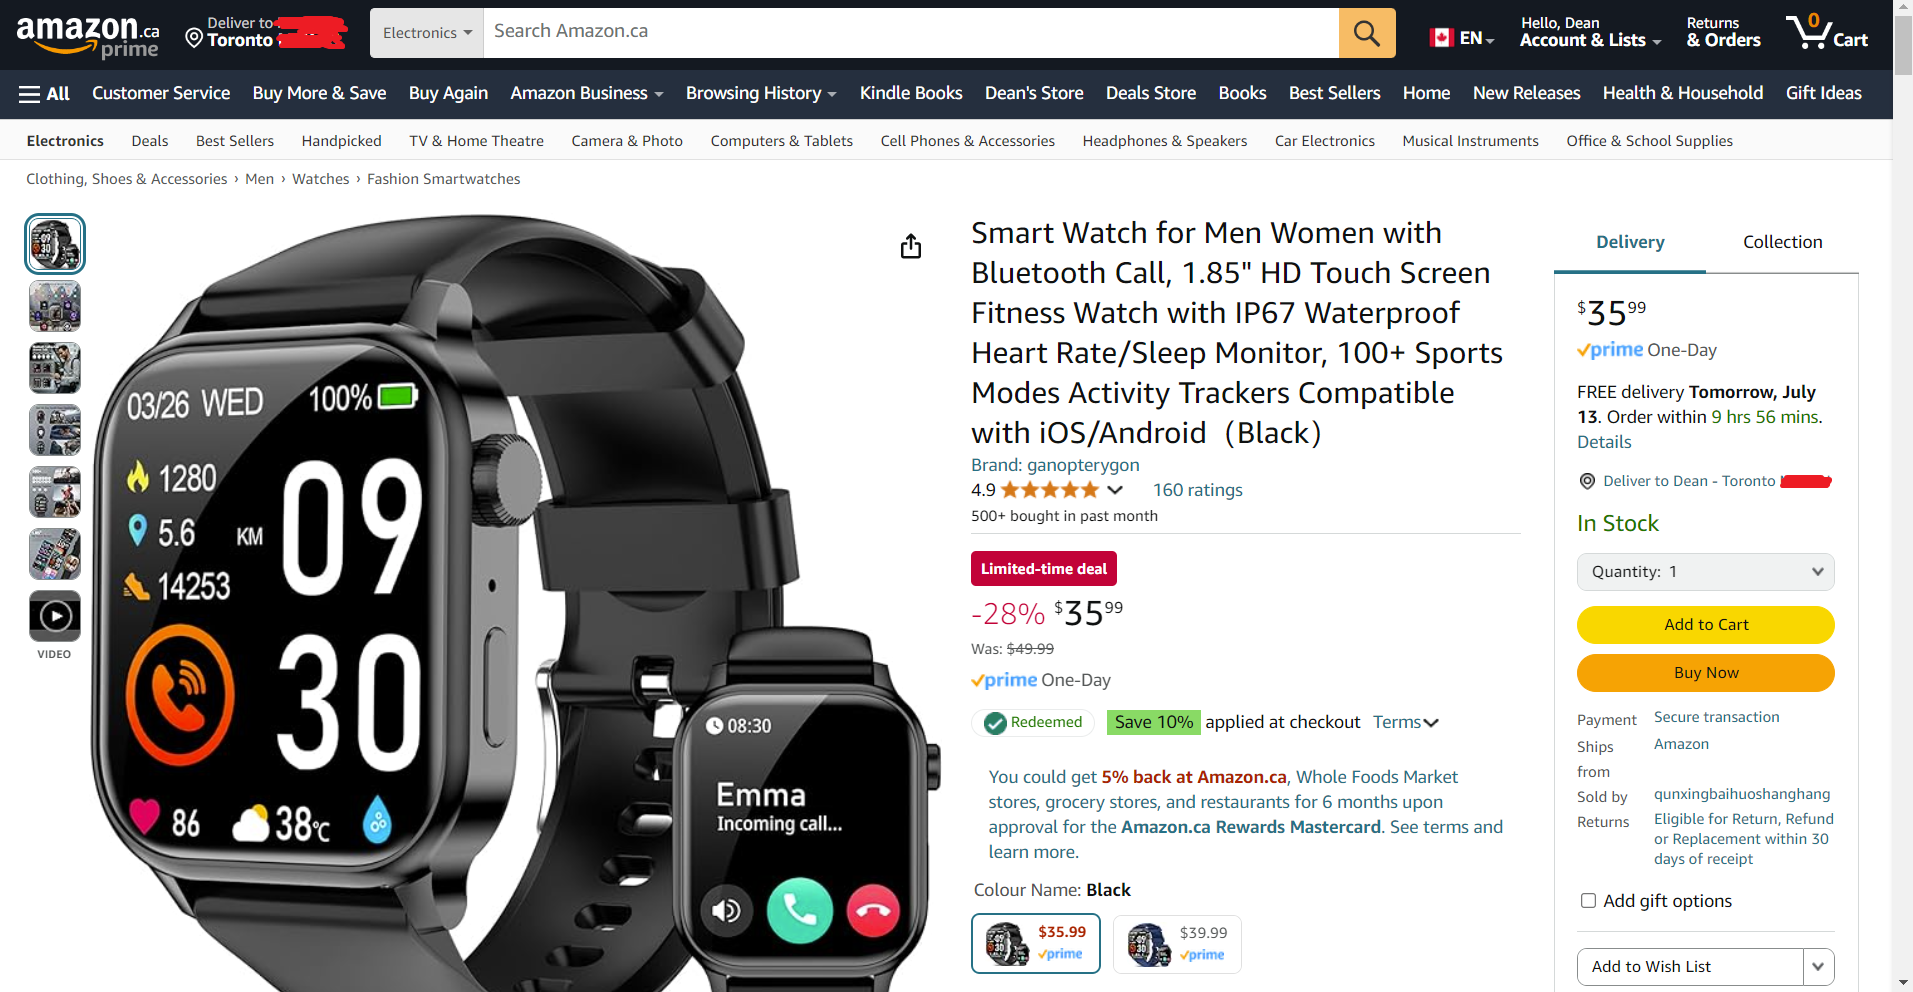 amazon.ca
prime
Deliver to
Toronto
Electronics
Search Amazon.ca
EN
Hello, Dean
Account & Lists
Returns
& Orders
0
Cart
All
Customer Service
Buy More & Save
Buy Again
Amazon Business
Browsing History
Kindle Books
Dean's Store
Deals Store
Books
Best Sellers
Home
New Releases
Health & Household
Gift Ideas
Electronics
Deals
Best Sellers
Handpicked
TV & Home Theatre
Camera & Photo
Computers & Tablets
Cell Phones & Accessories
Headphones & Speakers
Car Electronics
Musical Instruments
Office & School Supplies
Clothing, Shoes & Accessories › Men › Watches › Fashion Smartwatches
VIDEO
03/26 WED 100%
1280
5.6 KM
14253
09
30
86
38°C
08:30
Emma
Incoming call...
Smart Watch for Men Women with
Bluetooth Call, 1.85" HD Touch Screen
Fitness Watch with IP67 Waterproof
Heart Rate/Sleep Monitor, 100+ Sports
Modes Activity Trackers Compatible
with iOS/Android（Black）
Brand: ganopterygon
4.9
160 ratings
500+ bought in past month
Limited-time deal
-28% $35.99
Was: $49.99
prime One-Day
Redeemed
Save 10% applied at checkout Terms
You could get 5% back at Amazon.ca, Whole Foods Market
stores, grocery stores, and restaurants for 6 months upon
approval for the Amazon.ca Rewards Mastercard. See terms and
learn more.
Colour Name: Black
$35.99
prime
$39.99
prime
Delivery
Collection
$35.99
prime One-Day
FREE delivery Tomorrow, July
13. Order within 9 hrs 56 mins.
Details
Deliver to Dean - Toronto
In Stock
Quantity: 1
Add to Cart
Buy Now
Payment Secure transaction
Ships
from
Amazon
Sold by qunxingbaihuoshanghang
Returns Eligible for Return, Refund
or Replacement within 30
days of receipt
Add gift options
Add to Wish List